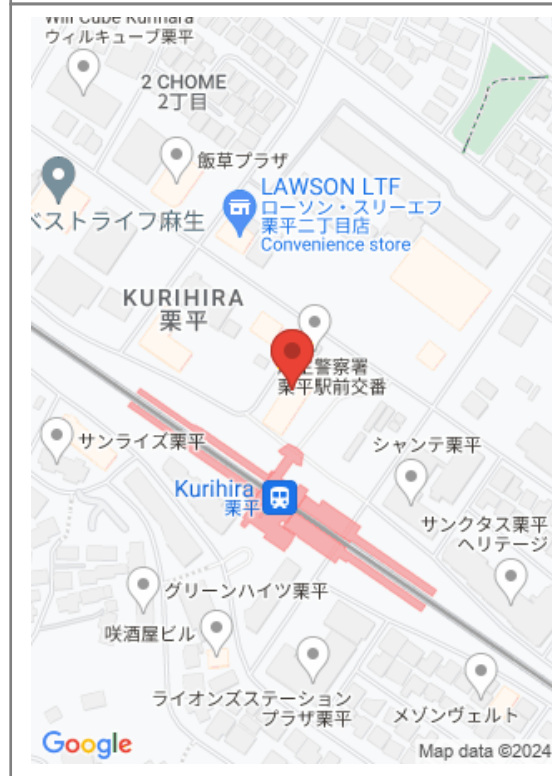 Will Cube Kurihara
ウィルキューブ栗平
2 CHOME
2丁目
飯草プラザ
LAWSON LTF
ローソン・スリーエフ
栗平二丁目店
Convenience store
ベストライフ麻生
KURIHIRA
栗平
警察署
栗平駅前交番
サンライズ栗平
シャンテ栗平
Kurihira
栗平
サンクタス栗平
ヘリテージ
グリーンハイツ栗平
咲酒屋ビル
ライオンズステーション
プラザ栗平
メゾンヴェルト
Google
Map data ©2024